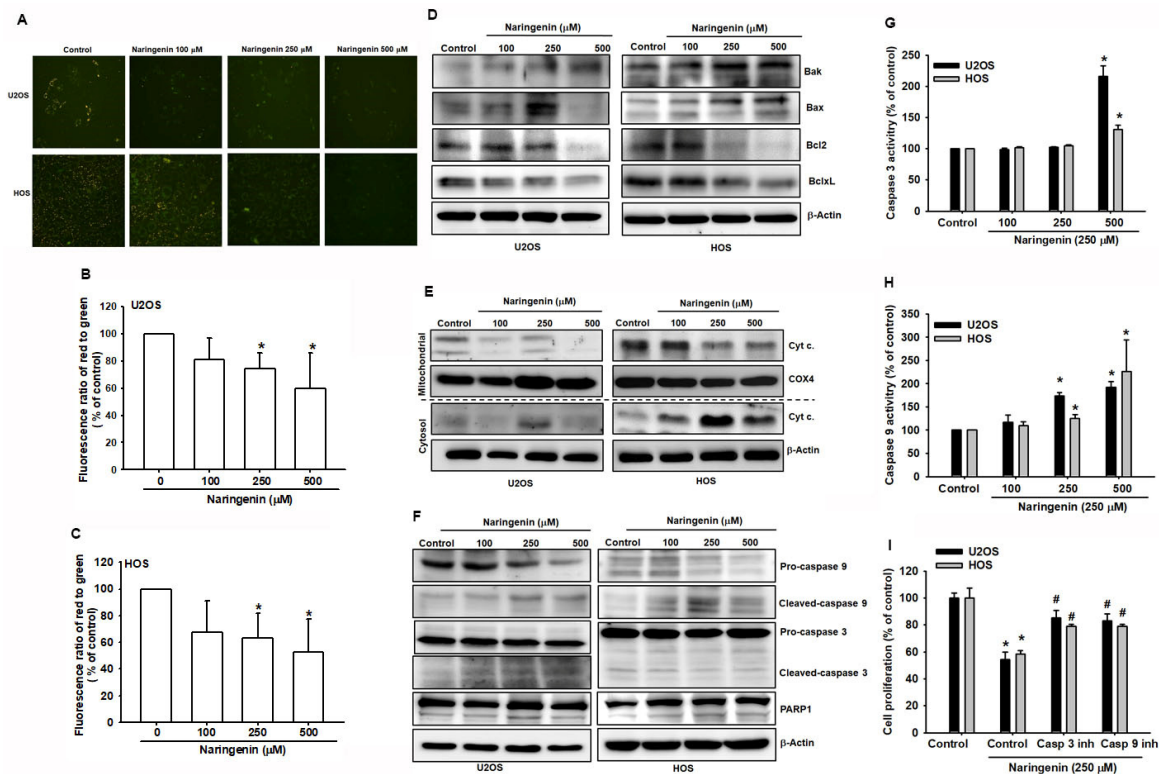 A
Control
Naringenin 100 μM
Naringenin 250 μM
Naringenin 500 μM
U2OS
HOS
B
U2OS
Fluorescence ratio of red to green
( % of control)
120
100
80
60
40
20
0
0
100
250
500
*
*
Naringenin (μM)
C
HOS
Fluorescence ratio of red to green
( % of control)
120
100
80
60
40
20
0
0
100
250
500
*
*
Naringenin (μM)
D
Naringenin (μM)
Naringenin (μM)
Control 100 250 500
Control 100 250 500
Bak
Bax
Bcl2
BclxL
β-Actin
U2OS
HOS
E
Naringenin (μM)
Naringenin (μM)
Control 100 250 500
Control 100 250 500
Mitochondrial
Cyt c.
COX4
Cytosol
Cyt c.
β-Actin
U2OS
HOS
F
Naringenin (μM)
Naringenin (μM)
Control 100 250 500
Control 100 250 500
Pro-caspase 9
Cleaved-caspase 9
Pro-caspase 3
Cleaved-caspase 3
PARP1
β-Actin
U2OS
HOS
G
U2OS
HOS
Caspase 3 activitry (% of control)
250
200
150
100
50
0
*
*
Control
100
250
500
Naringenin (250 μM)
H
U2OS
HOS
Caspase 9 activitry (% of control)
300
250
200
150
100
50
0
*
*
*
*
Control
100
250
500
Naringenin (250 μM)
I
U2OS
HOS
Cell proliferation (% of control)
120
100
80
60
40
20
0
*
*
#
#
#
#
Control
Control
Casp 3 inh
Casp 9 inh
Naringenin (250 μM)